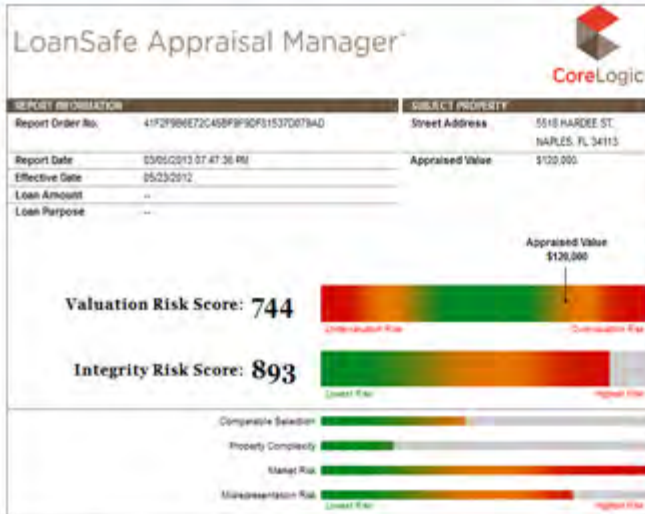 LoanSafe Appraisal Manager™
CoreLogic
REPORT INFORMATION
SUBJECT PROPERTY
Report Order No.
Street Address 5518 HARDEE ST.
NAPLES, FL 34113
Report Date 03/05/2013 07:47:36 PM
Appraised Value $120,000
Effective Date 05/23/2012
Loan Amount --
Loan Purpose --
Appraised Value
$120,000
Valuation Risk Score: 744
Undervaluation Risk Overvaluation Risk
Integrity Risk Score: 893
Lowest Risk Highest Risk
Comparable Selection
Property Complexity
Market Risk
Misrepresentation Risk
Lowest Risk Highest Risk